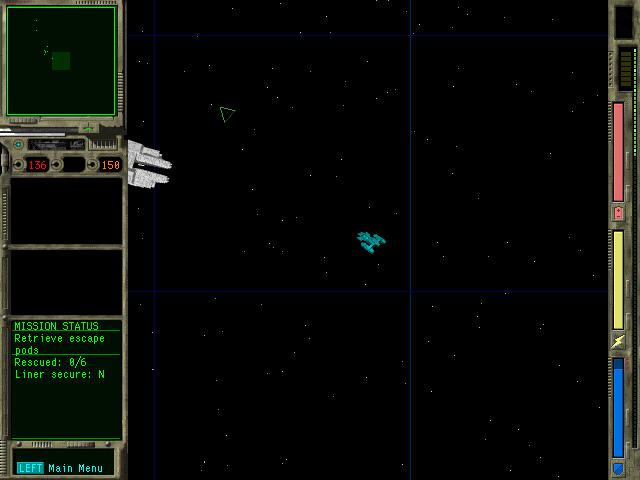 136 150
MISSION STATUS
Retrieve escape
pods
Rescued: 0/6
Liner secure: N
LEFT Main Menu